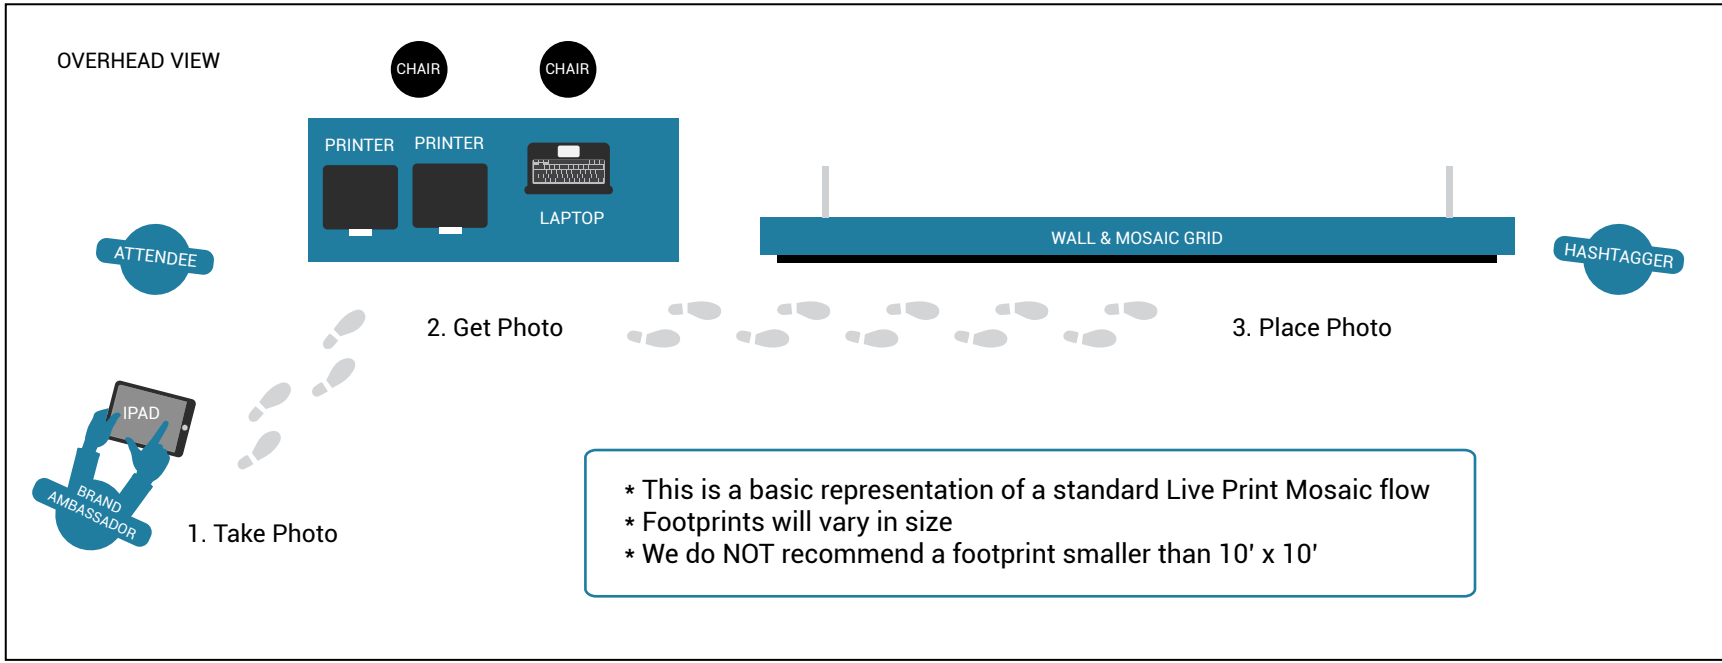 OVERHEAD VIEW
CHAIR
CHAIR
PRINTER
PRINTER
LAPTOP
WALL & MOSAIC GRID
ATTENDEE
HASHTAGGER
2. Get Photo
3. Place Photo
IPAD
BRAND
AMBASSADOR
1. Take Photo
* This is a basic representation of a standard Live Print Mosaic flow
* Footprints will vary in size
* We do NOT recommend a footprint smaller than 10' x 10'